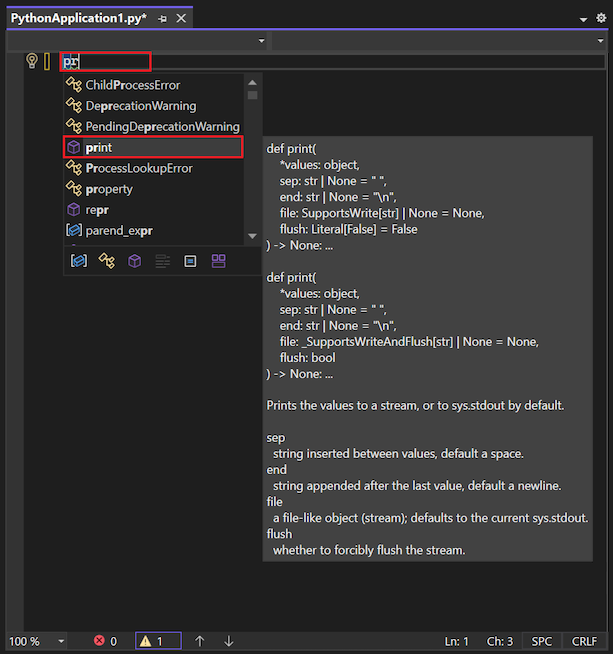 PythonApplication1.py*
pr
ChildProcessError
DeprecationWarning
PendingDeprecationWarning
print
ProcessLookupError
property
repr
parend_expr
def print(
*values: object,
sep: str | None = " ",
end: str | None = "\n",
file: SupportsWrite[str] | None = None,
flush: Literal[False] = False
) -> None: ...
def print(
*values: object,
sep: str | None = " ",
end: str | None = "\n",
file: _SupportsWriteAndFlush[str] | None = None,
flush: bool
) -> None: ...
Prints the values to a stream, or to sys.stdout by default.
sep
string inserted between values, default a space.
end
string appended after the last value, default a newline.
file
a file-like object (stream); defaults to the current sys.stdout.
flush
whether to forcibly flush the stream.
100 % 0 1 Ln: 1 Ch: 3 SPC CRLF